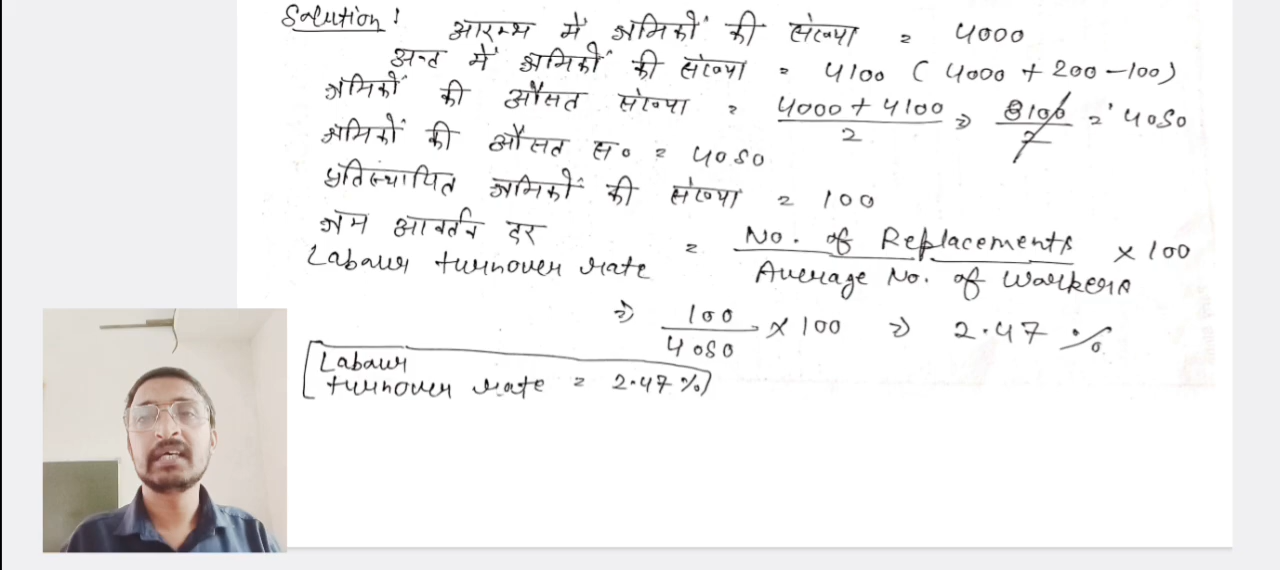 Solution!
आरम्भ में श्रमिकों की संख्या = 4000
अन्त में श्रमिकों की संख्या = 4100 (4000 + 200 - 100)
श्रमिकों की औसत संख्या = 4000 + 4100 / 2 ⇒ 8100 / 2 = 4050
श्रमिकों की औसत स० = 4050
प्रतिस्थापित श्रमिकों की संख्या = 100
श्रम आवर्तन दर
Labour turnover rate = No. of Replacements / Average No. of Workers × 100
⇒ 100 / 4050 × 100 ⇒ 2.47 %
Labour
turnover rate = 2.47 %